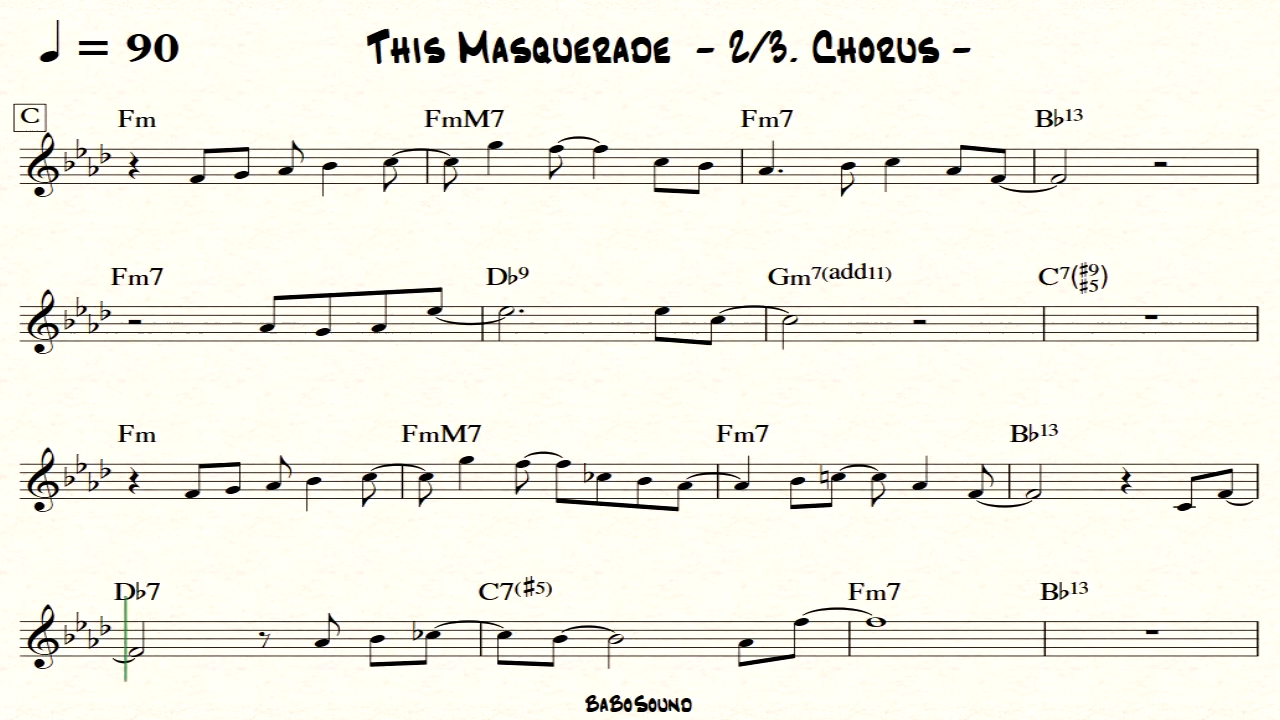 ♩ = 90 This Masquerade - 2/3. Chorus -
C Fm FmM7 Fm7 B♭13
Fm7 D♭9 Gm7(add11) C7(♯9 ♯5)
Fm FmM7 Fm7 B♭13
D♭7 C7(♯5) Fm7 B♭13
BaBoSound